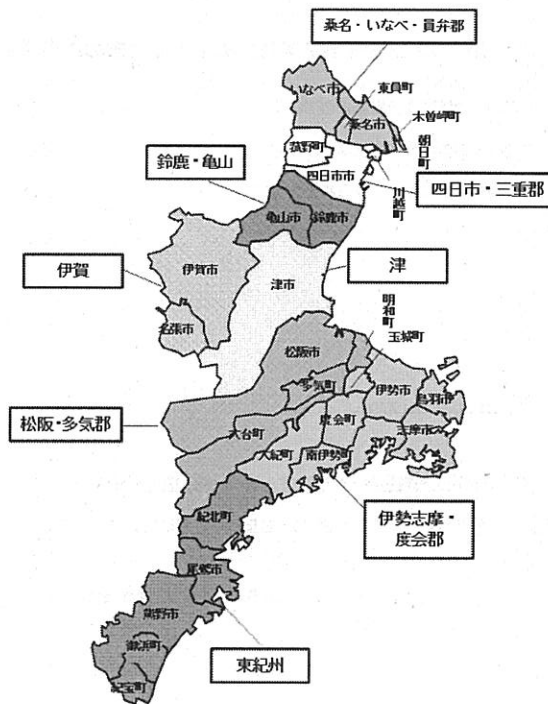 桑名・いなべ・員弁郡
いなべ市
東員町
桑名市
木曽岬町
朝日町
菰野町
四日市市
川越町
四日市・三重郡
鈴鹿・亀山
亀山市
鈴鹿市
伊賀
伊賀市
津
津市
名張市
明和町
玉城町
松阪市
多気町
伊勢市
鳥羽市
松阪・多気郡
大台町
度会町
志摩市
大紀町
南伊勢町
伊勢志摩・
度会郡
紀北町
尾鷲市
熊野市
御浜町
紀宝町
東紀州